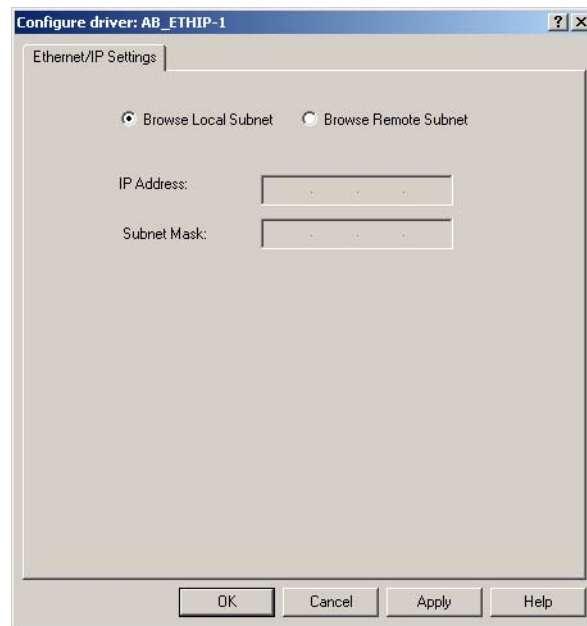 Configure driver: AB_ETHIP-1
Ethernet/IP Settings
Browse Local Subnet Browse Remote Subnet
IP Address:
Subnet Mask:
OK Cancel Apply Help